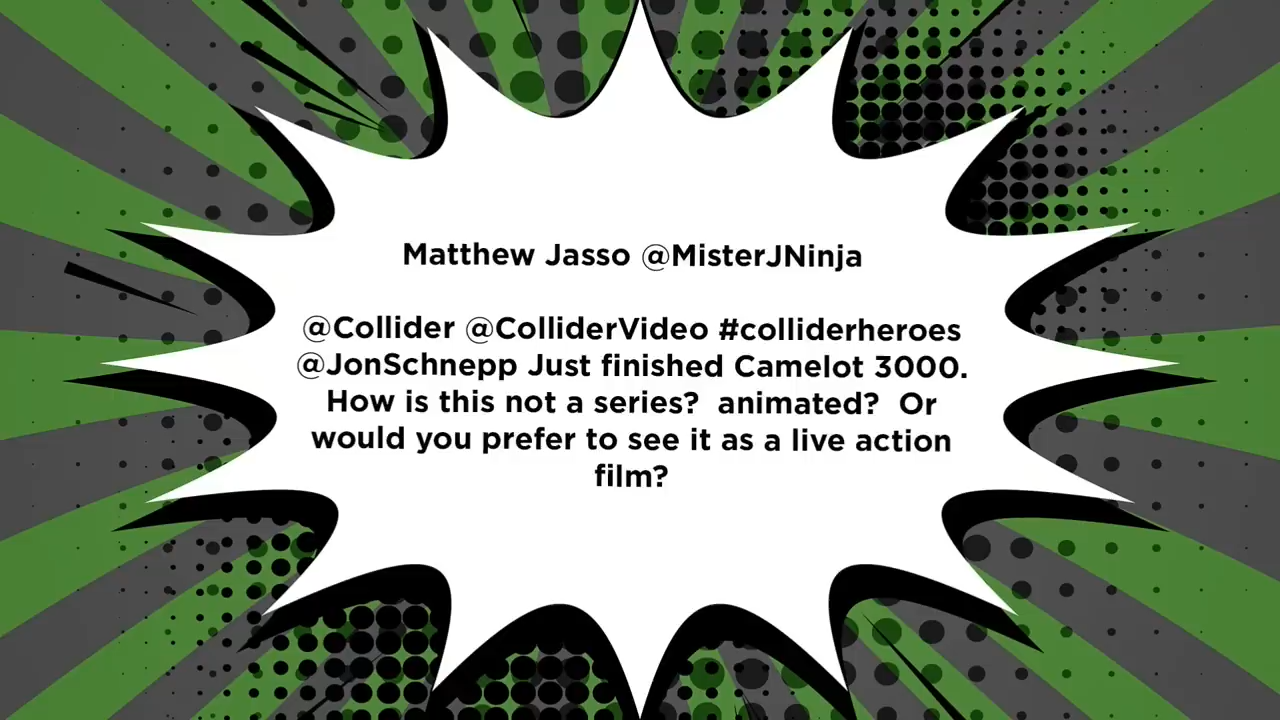 Matthew Jasso @MisterJNinja
@Collider @ColliderVideo #colliderheroes
@JonSchnepp Just finished Camelot 3000.
How is this not a series?  animated?  Or
would you prefer to see it as a live action
film?